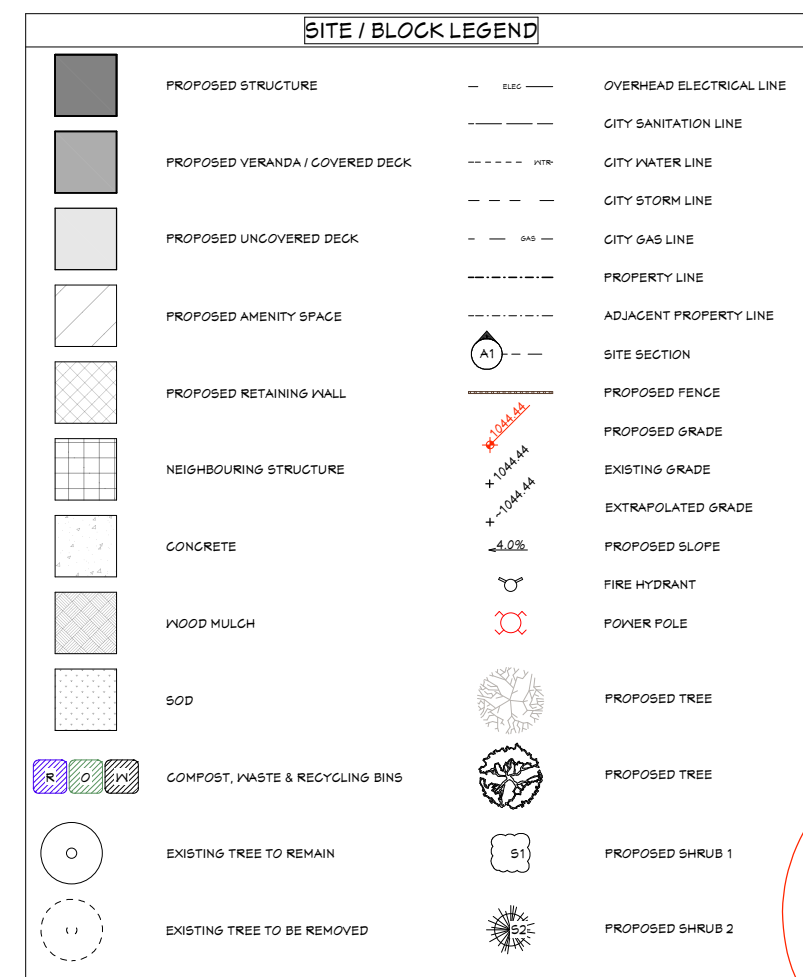 SITE / BLOCK LEGEND
PROPOSED STRUCTURE
PROPOSED VERANDA / COVERED DECK
PROPOSED UNCOVERED DECK
PROPOSED AMENITY SPACE
PROPOSED RETAINING WALL
NEIGHBOURING STRUCTURE
CONCRETE
WOOD MULCH
SOD
R O W COMPOST, WASTE & RECYCLING BINS
EXISTING TREE TO REMAIN
EXISTING TREE TO BE REMOVED
ELEC OVERHEAD ELECTRICAL LINE
CITY SANITATION LINE
WTR CITY WATER LINE
CITY STORM LINE
GAS CITY GAS LINE
PROPERTY LINE
ADJACENT PROPERTY LINE
A1 SITE SECTION
PROPOSED FENCE
1044.44 PROPOSED GRADE
1044.44 EXISTING GRADE
~1044.44 EXTRAPOLATED GRADE
4.0% PROPOSED SLOPE
FIRE HYDRANT
POWER POLE
PROPOSED TREE
PROPOSED TREE
S1 PROPOSED SHRUB 1
S2 PROPOSED SHRUB 2